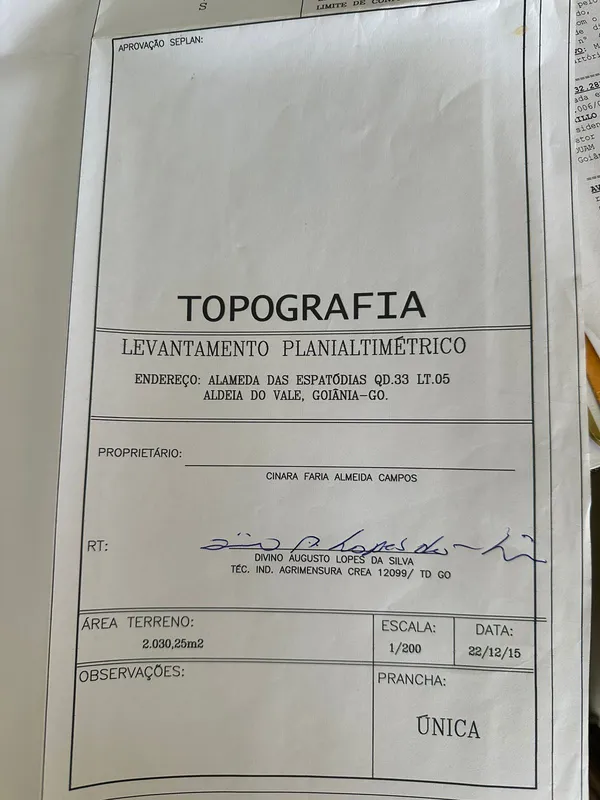 S
LIMITE DE
APROVAÇÃO SEPLAN:
TOPOGRAFIA
LEVANTAMENTO PLANIALTIMÉTRICO
ENDEREÇO: ALAMEDA DAS ESPATÓDIAS QD.33 LT.05
ALDEIA DO VALE, GOIÂNIA-GO.
PROPRIETÁRIO:
CINARA FARIA ALMEIDA CAMPOS
RT:
DIVINO AUGUSTO LOPES DA SILVA
TÉC. IND. AGRIMENSURA CREA 12099/ TD GO
ÁREA TERRENO:
2.030,25m2
ESCALA:
1/200
DATA:
22/12/15
OBSERVAÇÕES:
PRANCHA:
ÚNICA